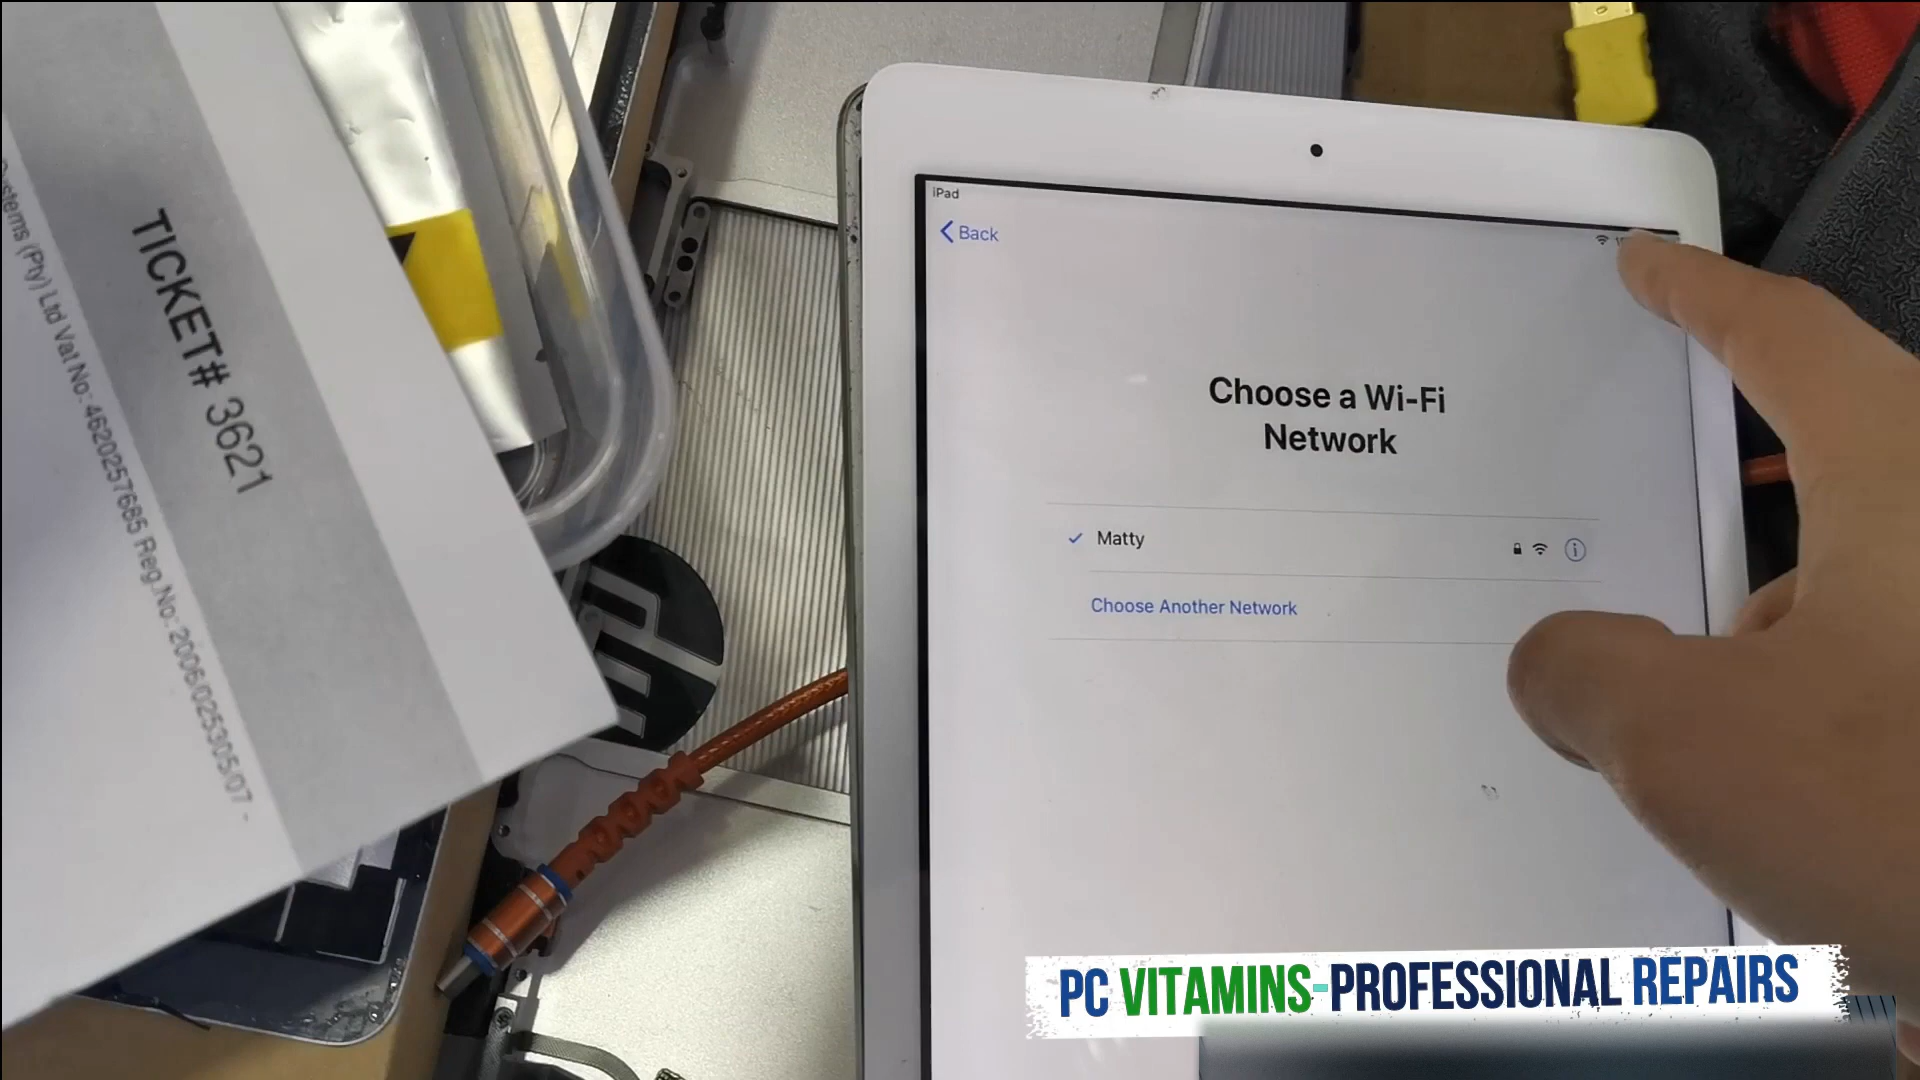 TICKET# 3621
(Pty) Ltd Vat No: 4620257685 Reg.No: 2006/025305/07 -
hp
iPad
Back
Choose a Wi-Fi
Network
Matty
Choose Another Network
PC VITAMINS-PROFESSIONAL REPAIRS